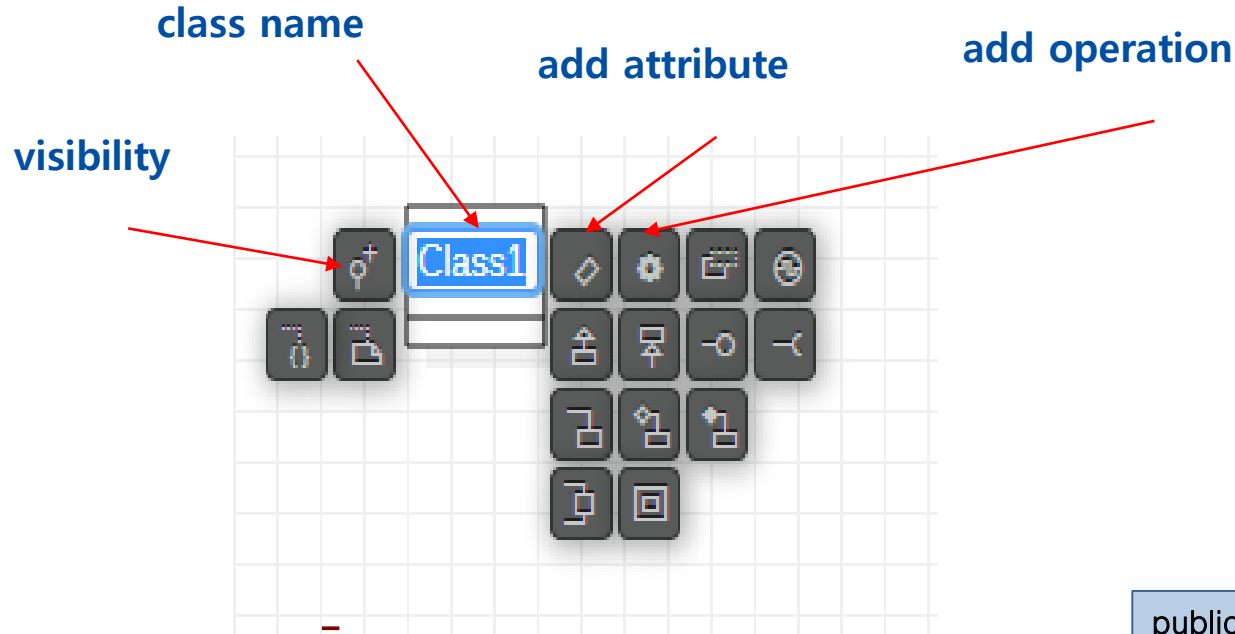 class name
add attribute
add operation
visibility
Class1
public